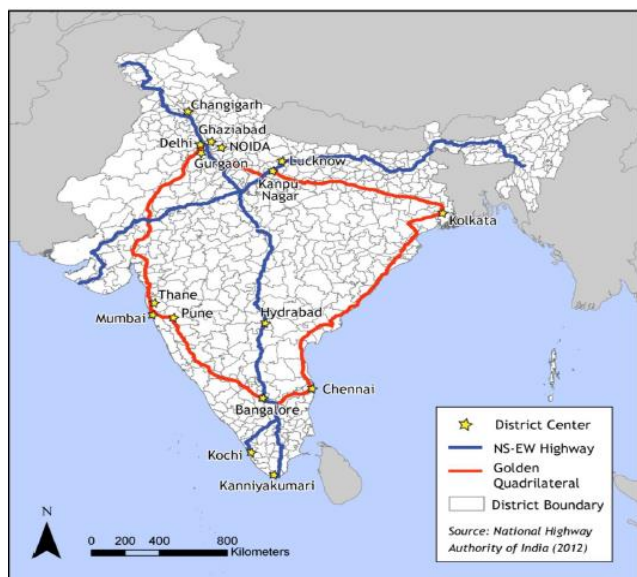 Changigarh
Ghaziabad
Delhi
NOIDA
Gurgaon
Lucknow
Kanpu
Nagar
Kolkata
Thane
Mumbai
Pune
Hydrabad
Chennai
Bangalore
Kochi
Kanniyakumari
District Center
NS-EW Highway
Golden
Quadrilateral
District Boundary
Source: National Highway
Authority of India (2012)
N
0 200 400 800
Kilometers